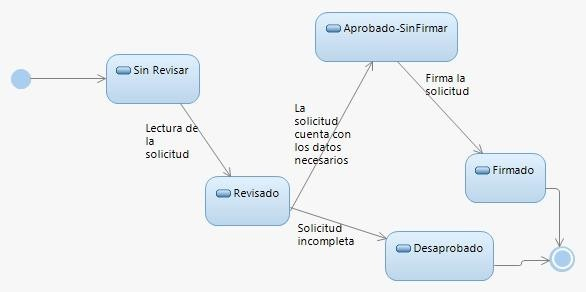 Aprobado-SinFirmar
Sin Revisar
Firma la
solicitud
La
solicitud
cuenta con
los datos
necesarios
Lectura de
la
solicitud
Firmado
Revisado
Solicitud
incompleta
Desaprobado